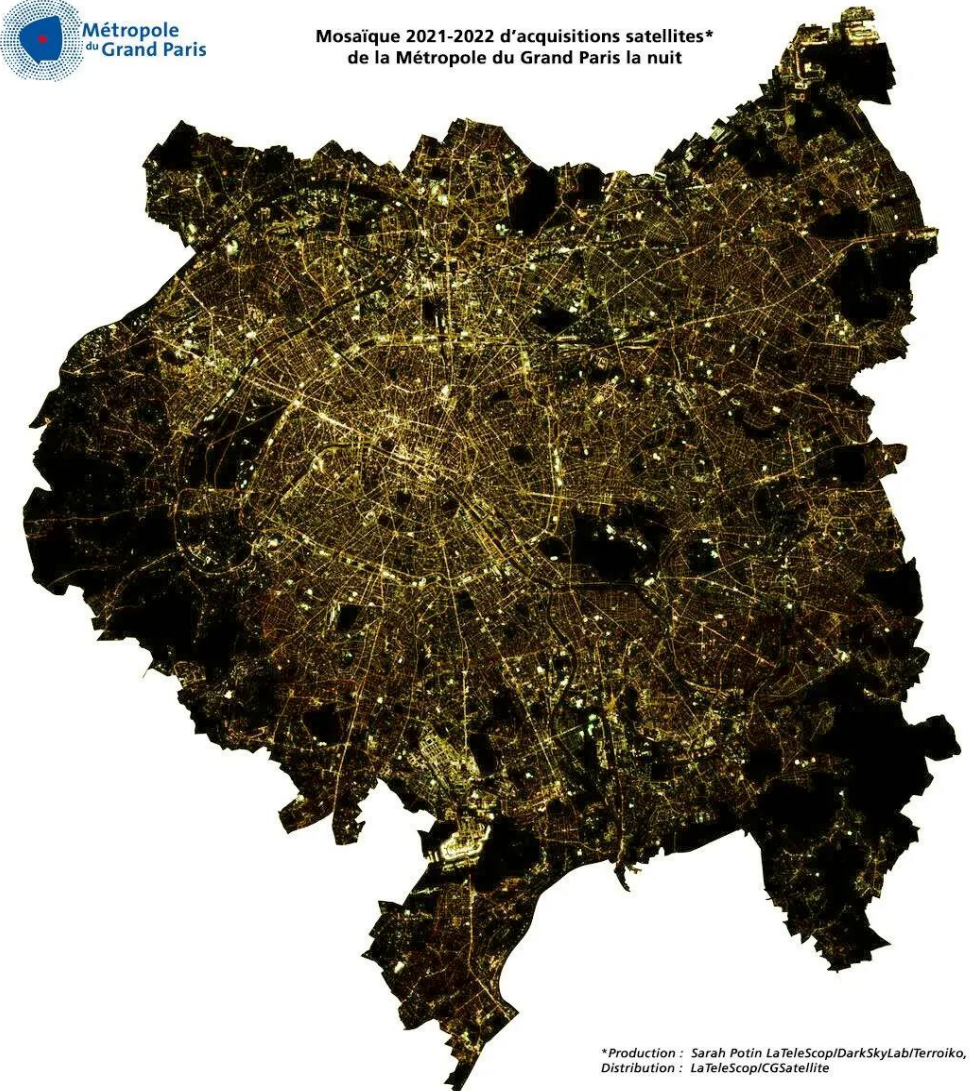 Métropole
du Grand Paris
Mosaïque 2021-2022 d’acquisitions satellites*
de la Métropole du Grand Paris la nuit
*Production : Sarah Potin LaTeleScop/DarkSkyLab/Terroiko,
Distribution : LaTeleScop/CGSatellite